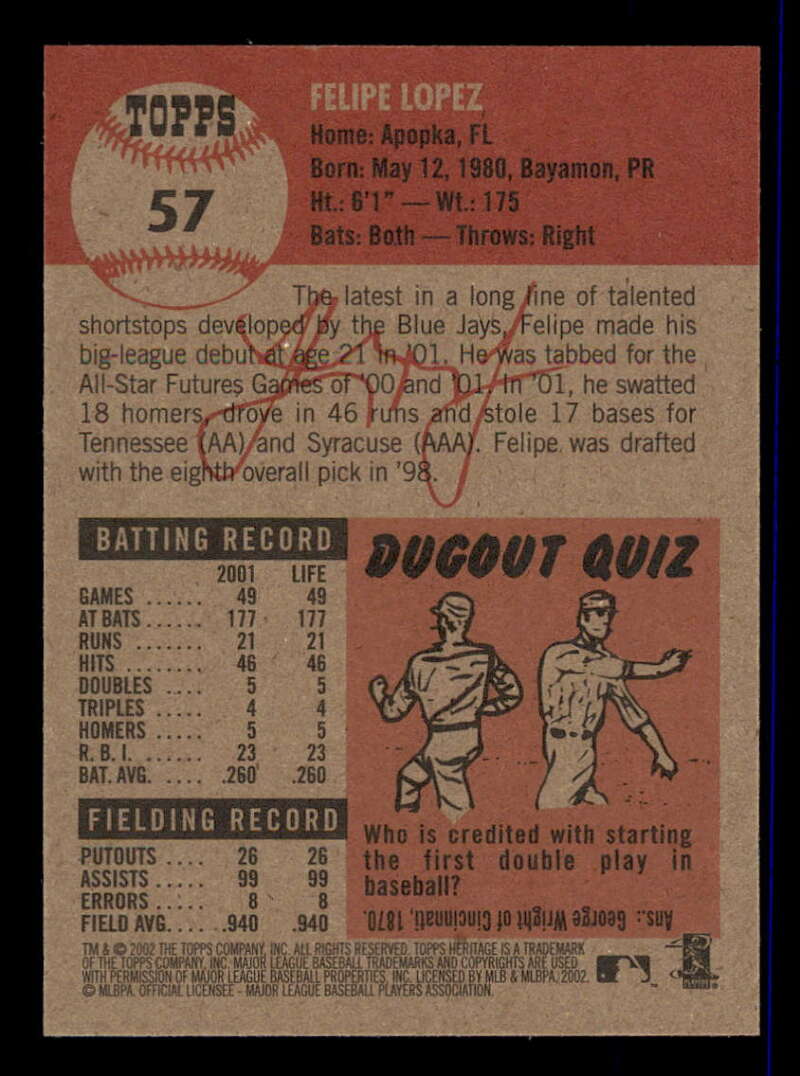 TOPPS
57
FELIPE LOPEZ
Home: Apopka, FL
Born: May 12, 1980, Bayamon, PR
Ht.: 6'1" — Wt.: 175
Bats: Both — Throws: Right
The latest in a long line of talented
shortstops developed by the Blue Jays, Felipe made his
big-league debut at age 21 in '01. He was tabbed for the
All-Star Futures Games of '00 and '01. In '01, he swatted
18 homers, drove in 46 runs and stole 17 bases for
Tennessee (AA) and Syracuse (AAA). Felipe was drafted
with the eighth overall pick in '98.
BATTING RECORD
2001 LIFE
GAMES ...... 49 49
AT BATS ...... 177 177
RUNS ....... 21 21
HITS ........ 46 46
DOUBLES .... 5 5
TRIPLES ..... 4 4
HOMERS ..... 5 5
R. B. I. ...... 23 23
BAT. AVG. .... .260 .260
FIELDING RECORD
PUTOUTS .... 26 26
ASSISTS ..... 99 99
ERRORS ..... 8 8
FIELD AVG. ... .940 .940
DUGOUT QUIZ
Who is credited with starting
the first double play in
baseball?
Ans.: George Wright of Cincinnati, 1870.
TM & © 2002 THE TOPPS COMPANY, INC. ALL RIGHTS RESERVED. TOPPS HERITAGE IS A TRADEMARK
OF THE TOPPS COMPANY, INC. MAJOR LEAGUE BASEBALL TRADEMARKS AND COPYRIGHTS ARE USED
WITH PERMISSION OF MAJOR LEAGUE BASEBALL PROPERTIES, INC. LICENSED BY MLB & MLBPA, 2002.
© MLBPA. OFFICIAL LICENSEE - MAJOR LEAGUE BASEBALL PLAYERS ASSOCIATION.